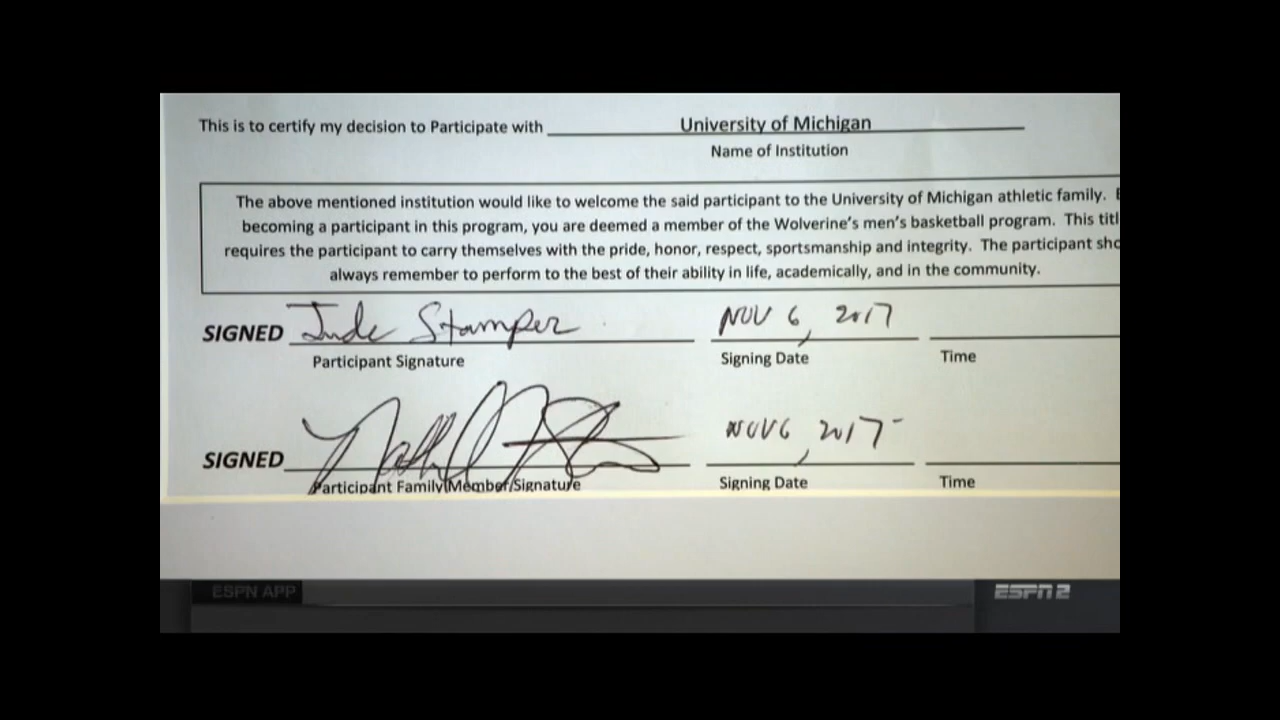 This is to certify my decision to Participate with University of Michigan
Name of Institution
The above mentioned institution would like to welcome the said participant to the University of Michigan athletic family.
becoming a participant in this program, you are deemed a member of the Wolverine's men's basketball program. This titl
requires the participant to carry themselves with the pride, honor, respect, sportsmanship and integrity. The participant sho
always remember to perform to the best of their ability in life, academically, and in the community.
SIGNED Jude Stamper NOV 6, 2017
Participant Signature Signing Date Time
SIGNED NOV 6, 2017
Participant Family Member Signature Signing Date Time
ESPN APP ESPN2